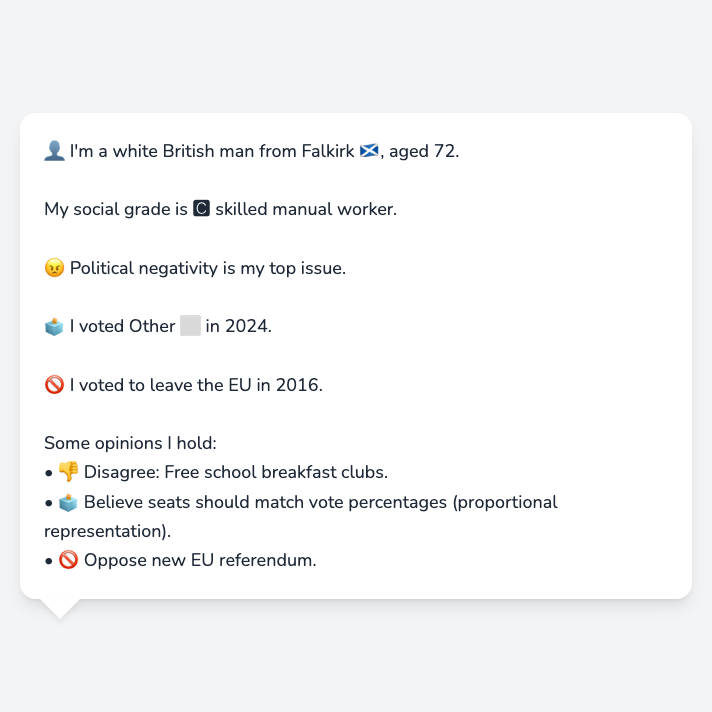 👤 I'm a white British man from Falkirk 🏴󠁧󠁢󠁳󠁣󠁴󠁿, aged 72.
My social grade is 🅲 skilled manual worker.
😠 Political negativity is my top issue.
🗳️ I voted Other ⬜ in 2024.
🚫 I voted to leave the EU in 2016.
Some opinions I hold:
• 👎 Disagree: Free school breakfast clubs.
• 🗳️ Believe seats should match vote percentages (proportional
representation).
• 🚫 Oppose new EU referendum.